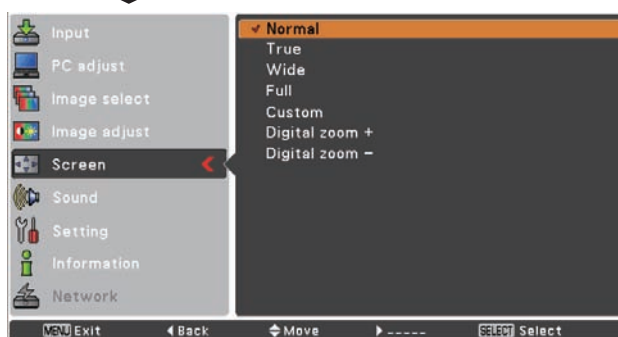 Input
PC adjust
Image select
Image adjust
Screen
Sound
Setting
Information
Network
Normal
True
Wide
Full
Custom
Digital zoom +
Digital zoom –
MENU Exit
Back
Move
-----
SELECT Select